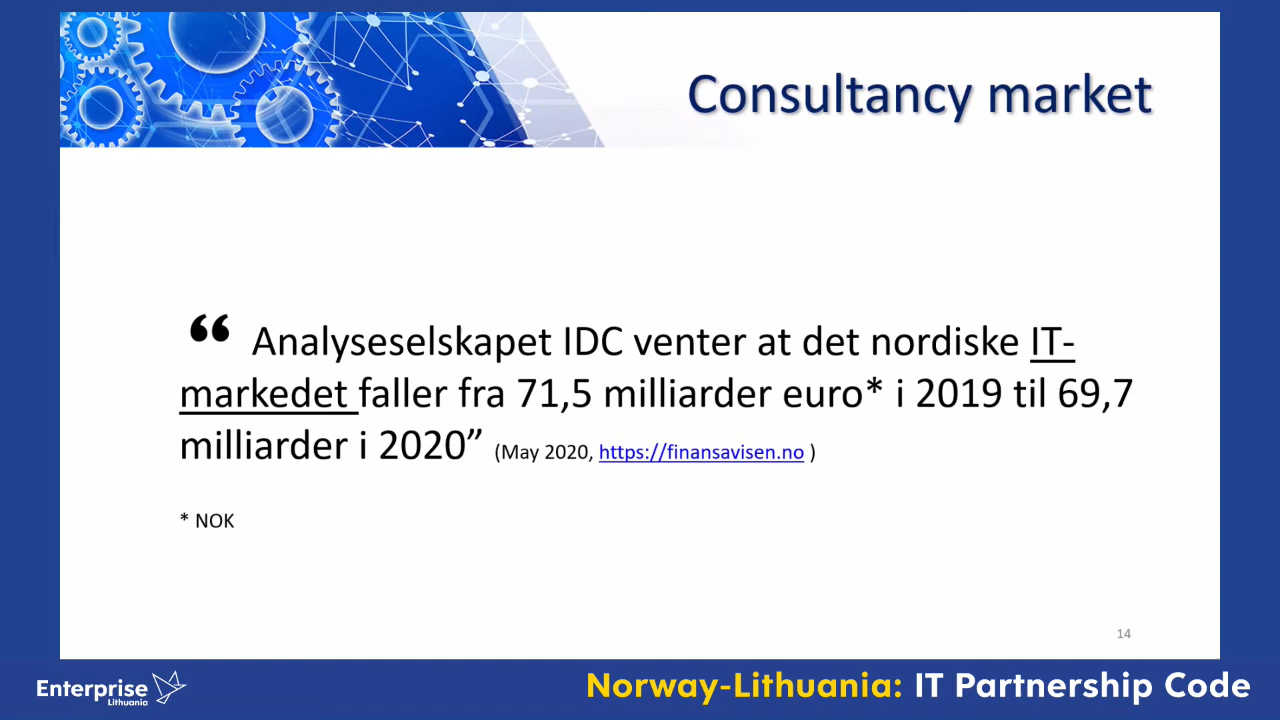 Consultancy market
“ Analyseselskapet IDC venter at det nordiske IT-
markedet faller fra 71,5 milliarder euro* i 2019 til 69,7
milliarder i 2020” (May 2020, https://finansavisen.no )
* NOK
14
Enterprise
Lithuania
Norway-Lithuania: IT Partnership Code